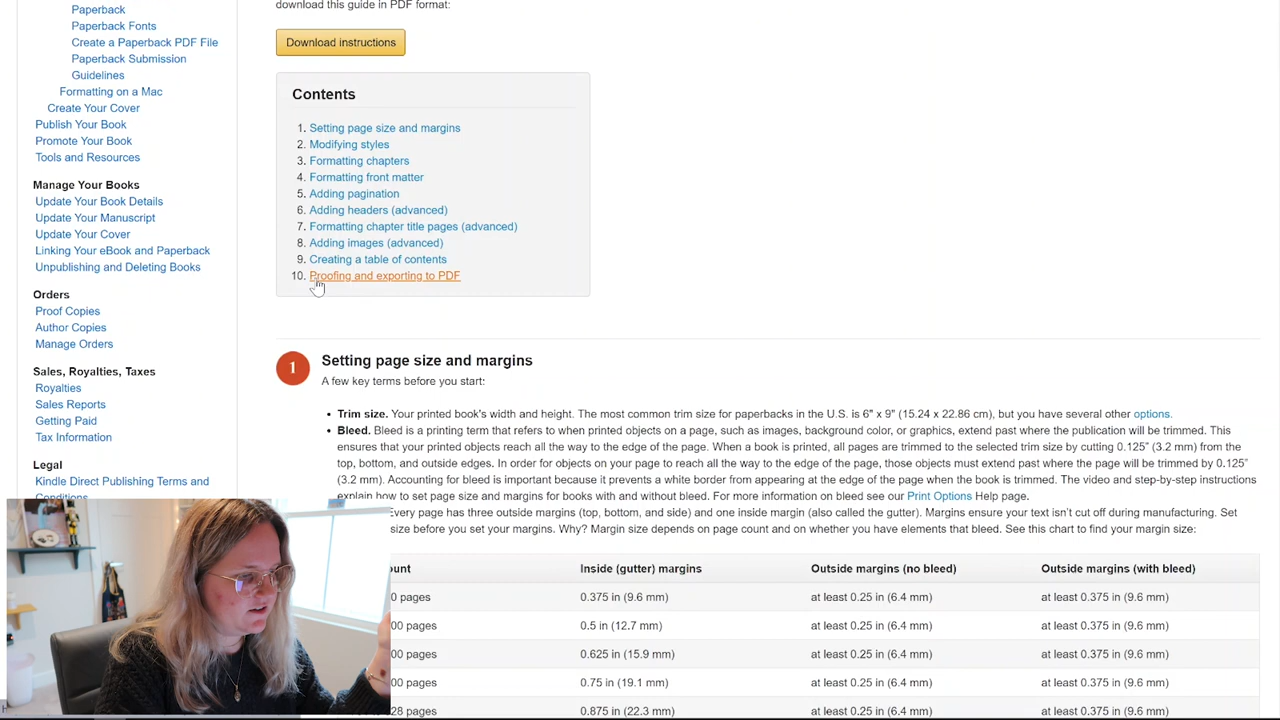 download this guide in PDF format:
Paperback
Paperback Fonts
Create a Paperback PDF File
Paperback Submission
Guidelines
Formatting on a Mac
Create Your Cover
Publish Your Book
Promote Your Book
Tools and Resources
Manage Your Books
Update Your Book Details
Update Your Manuscript
Update Your Cover
Linking Your eBook and Paperback
Unpublishing and Deleting Books
Orders
Proof Copies
Author Copies
Manage Orders
Sales, Royalties, Taxes
Royalties
Sales Reports
Getting Paid
Tax Information
Legal
Kindle Direct Publishing Terms and
Conditions
Download instructions
Contents
1. Setting page size and margins
2. Modifying styles
3. Formatting chapters
4. Formatting front matter
5. Adding pagination
6. Adding headers (advanced)
7. Formatting chapter title pages (advanced)
8. Adding images (advanced)
9. Creating a table of contents
10. Proofing and exporting to PDF
1 Setting page size and margins
A few key terms before you start:
• Trim size. Your printed book's width and height. The most common trim size for paperbacks in the U.S. is 6" x 9" (15.24 x 22.86 cm), but you have several other options.
• Bleed. Bleed is a printing term that refers to when printed objects on a page, such as images, background color, or graphics, extend past where the publication will be trimmed. This
ensures that your printed objects reach all the way to the edge of the page. When a book is printed, all pages are trimmed to the selected trim size by cutting 0.125" (3.2 mm) from the
top, bottom, and outside edges. In order for objects on your page to reach all the way to the edge of the page, those objects must extend past where the page will be trimmed by 0.125"
(3.2 mm). Accounting for bleed is important because it prevents a white border from appearing at the edge of the page when the book is trimmed. The video and step-by-step instructions
explain how to set page size and margins for books with and without bleed. For more information on bleed see our Print Options Help page.
Every page has three outside margins (top, bottom, and side) and one inside margin (also called the gutter). Margins ensure your text isn't cut off during manufacturing. Set
size before you set your margins. Why? Margin size depends on page count and on whether you have elements that bleed. See this chart to find your margin size:
ount Inside (gutter) margins Outside margins (no bleed) Outside margins (with bleed)
0 pages 0.375 in (9.6 mm) at least 0.25 in (6.4 mm) at least 0.375 in (9.6 mm)
00 pages 0.5 in (12.7 mm) at least 0.25 in (6.4 mm) at least 0.375 in (9.6 mm)
00 pages 0.625 in (15.9 mm) at least 0.25 in (6.4 mm) at least 0.375 in (9.6 mm)
00 pages 0.75 in (19.1 mm) at least 0.25 in (6.4 mm) at least 0.375 in (9.6 mm)
28 pages 0.875 in (22.3 mm) at least 0.25 in (6.4 mm) at least 0.375 in (9.6 mm)